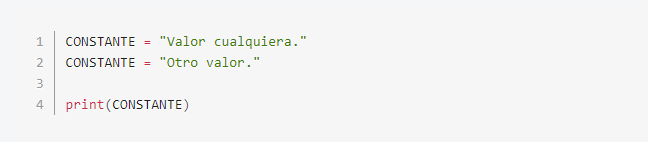 1 CONSTANTE = "Valor cualquiera."
2 CONSTANTE = "Otro valor."
3
4 print(CONSTANTE)